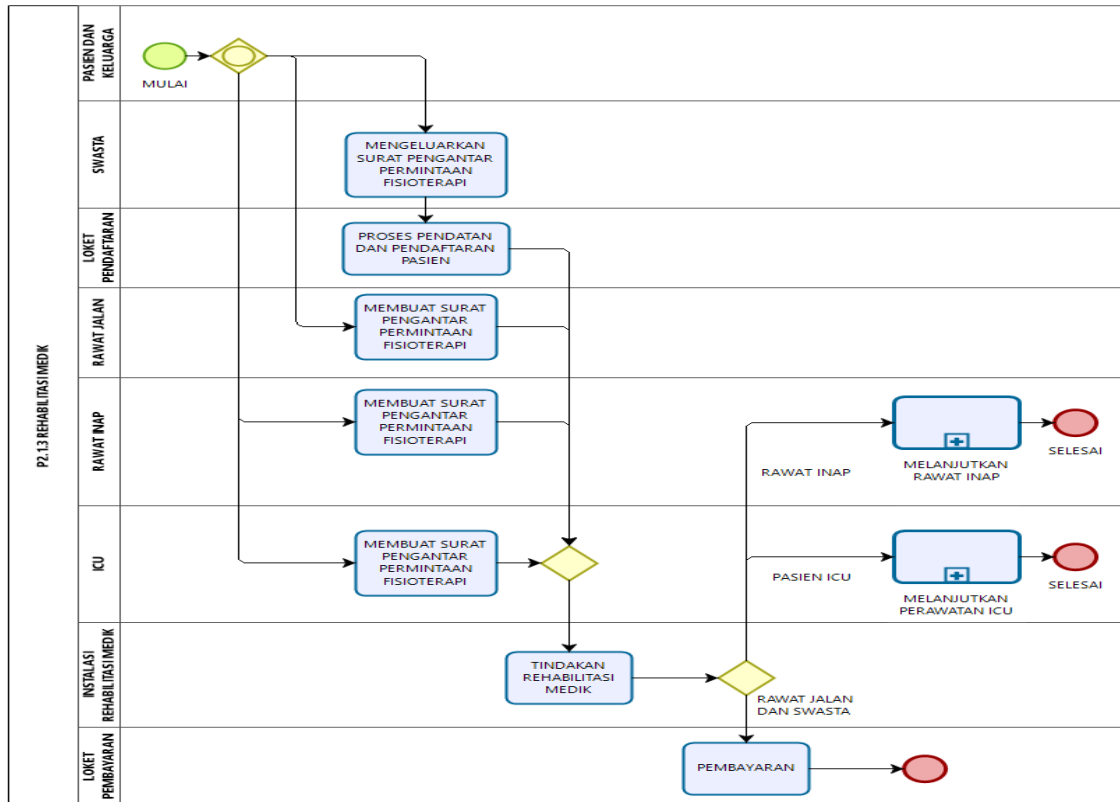 P2.13 REHABILITASI MEDIK
PASIEN DAN
KELUARGA
MULAI
SWASTA
MENGELUARKAN
SURAT PENGANTAR
PERMINTAAN
FISIOTERAPI
LOKET
PENDAFTARAN
PROSES PENDATAN
DAN PENDAFTARAN
PASIEN
RAWAT JALAN
MEMBUAT SURAT
PENGANTAR
PERMINTAAN
FISIOTERAPI
RAWAT INAP
MEMBUAT SURAT
PENGANTAR
PERMINTAAN
FISIOTERAPI
RAWAT INAP
MELANJUTKAN
RAWAT INAP
SELESAI
ICU
MEMBUAT SURAT
PENGANTAR
PERMINTAAN
FISIOTERAPI
PASIEN ICU
MELANJUTKAN
PERAWATAN ICU
SELESAI
INSTALASI
REHABILITASI MEDIK
TINDAKAN
REHABILITASI
MEDIK
RAWAT JALAN
DAN SWASTA
LOKET
PEMBAYARAN
PEMBAYARAN